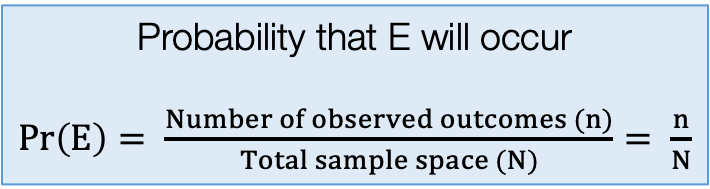 Probability that E will occur
Pr(E) = Number of observed outcomes (n) / Total sample space (N) = n / N